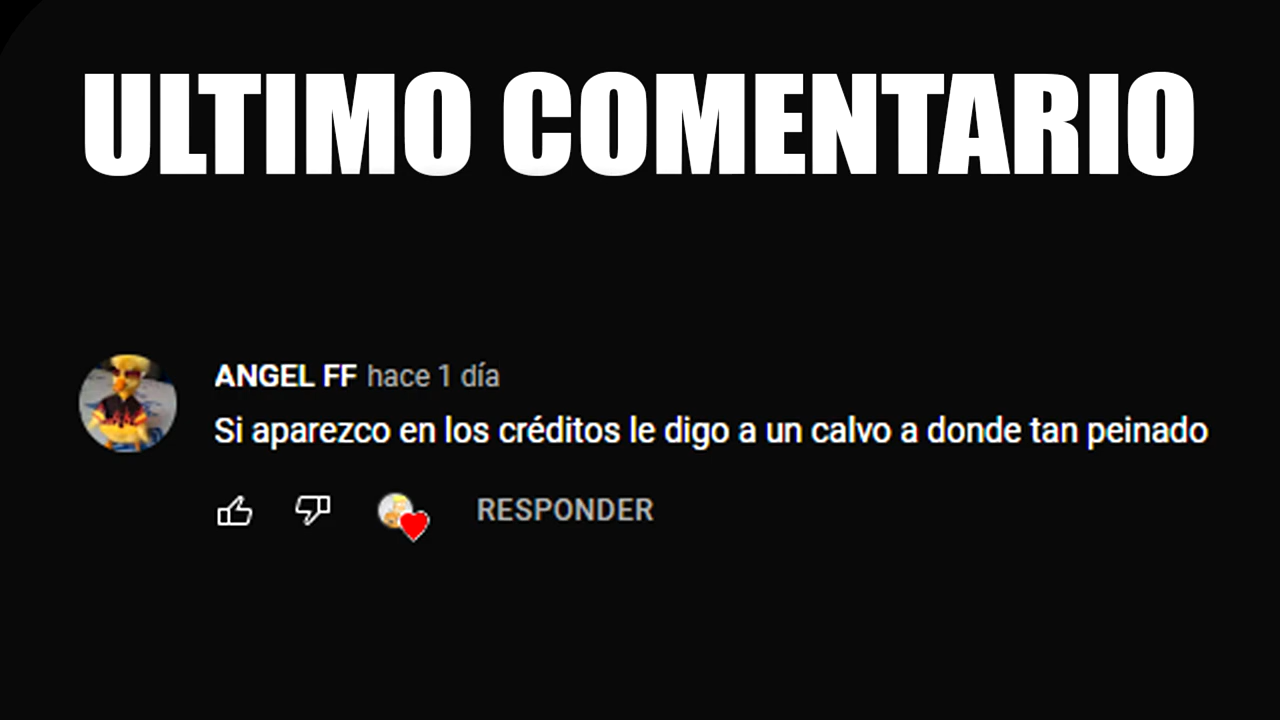 ULTIMO COMENTARIO
ANGEL FF hace 1 día
Si aparezco en los créditos le digo a un calvo a donde tan peinado
RESPONDER